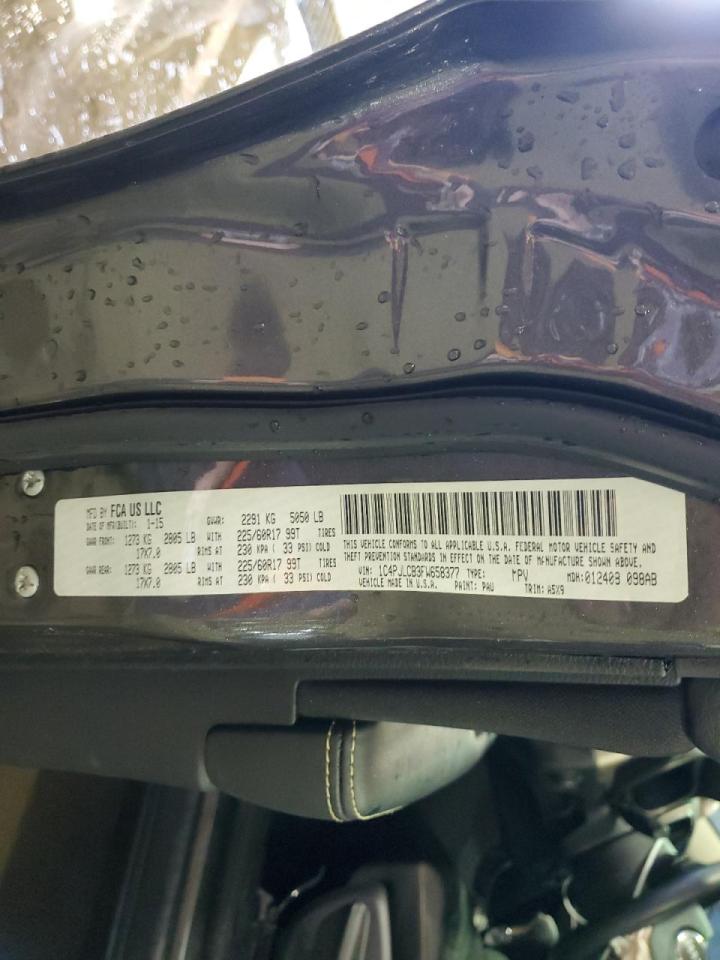 MFD BY FCA US LLC
DATE OF MFR(BUILT): 1-15 GVWR: 2291 KG 5050 LB
GAWR FRONT: 1273 KG 2805 LB WITH 225/60R17 99T TIRES
17X7.0 RIMS AT 230 KPA ( 33 PSI) COLD
GAWR REAR: 1273 KG 2805 LB WITH 225/60R17 99T TIRES
17X7.0 RIMS AT 230 KPA ( 33 PSI) COLD
THIS VEHICLE CONFORMS TO ALL APPLICABLE U.S.A. FEDERAL MOTOR VEHICLE SAFETY AND
THEFT PREVENTION STANDARDS IN EFFECT ON THE DATE OF MANUFACTURE SHOWN ABOVE.
VIN: 1C4PJLCB3FW658377 TYPE: MPV MDH:012403 098AB
VEHICLE MADE IN U.S.A. PAINT: PAU TRIM: A5X9